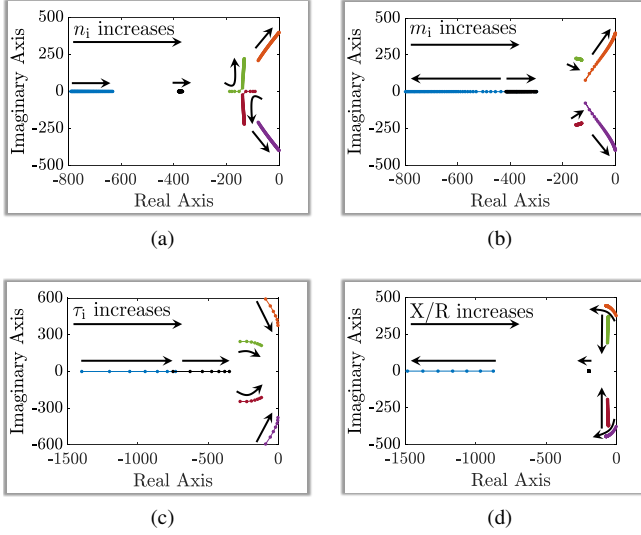 500
250
0
-250
500
-800
-600
-400
-200
0
Imaginary Axis
Real Axis
n_i increases
(a)
500
250
0
-250
500
-800
-600
-400
-200
0
Imaginary Axis
Real Axis
m_i increases
(b)
600
300
0
-300
-600
-1500
-1000
-500
0
Imaginary Axis
Real Axis
τ_i increases
(c)
500
250
0
-250
-500
-1500
-1000
-500
0
Imaginary Axis
Real Axis
X/R increases
(d)